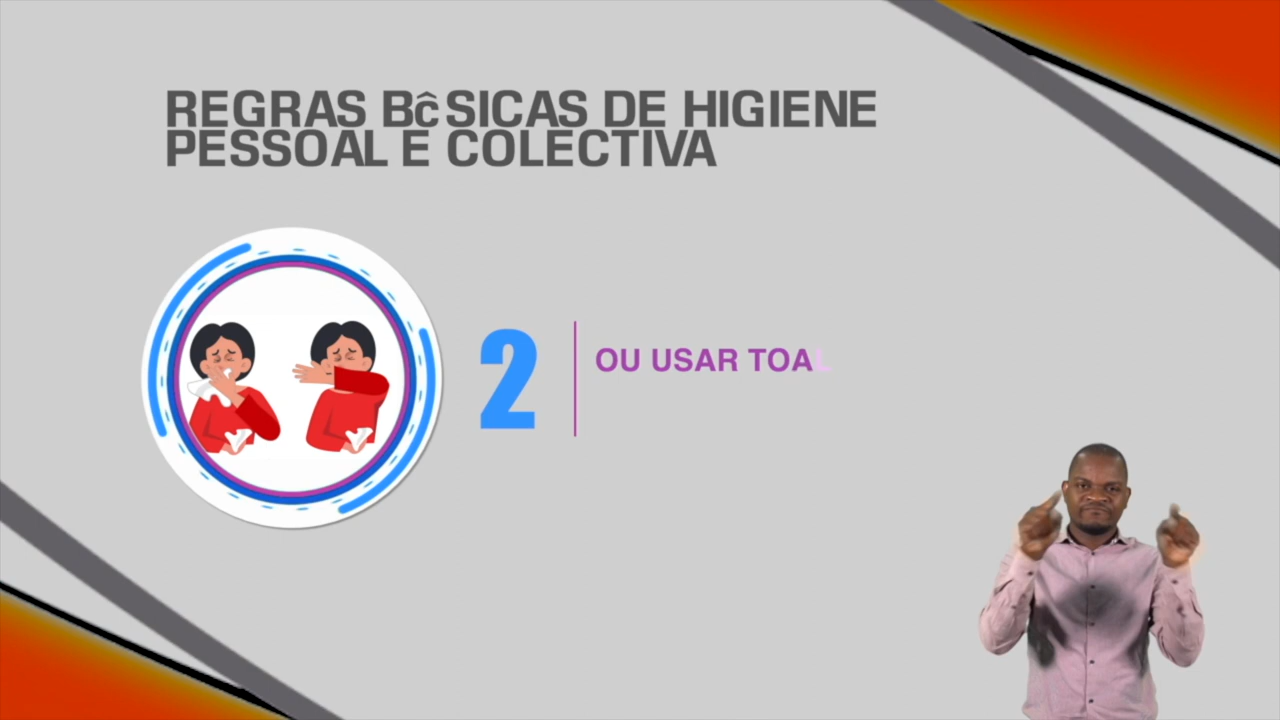 REGRAS BĉSICAS DE HIGIENE
PESSOAL E COLECTIVA
2
OU USAR TOAL